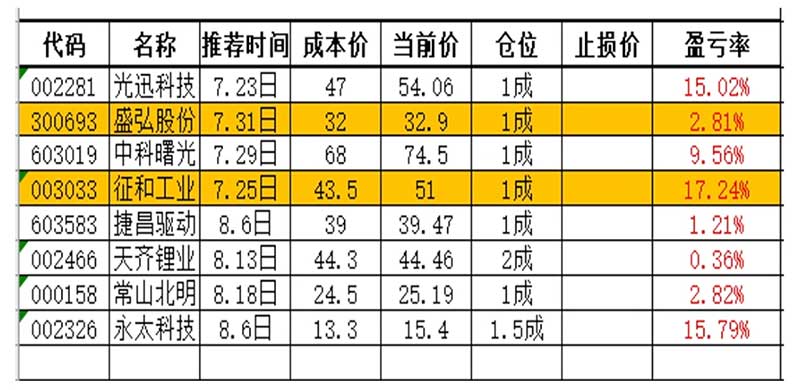 代码 名称 推荐时间 成本价 当前价 仓位 止损价 盈亏率
002281 光迅科技 7.23日 47 54.06 1成 15.02%
300693 盛弘股份 7.31日 32 32.9 1成 2.81%
603019 中科曙光 7.29日 68 74.5 1成 9.56%
003033 征和工业 7.25日 43.5 51 1成 17.24%
603583 捷昌驱动 8.6日 39 39.47 1成 1.21%
002466 天齐锂业 8.13日 44.3 44.46 2成 0.36%
000158 常山北明 8.18日 24.5 25.19 1成 2.82%
002326 永太科技 8.6日 13.3 15.4 1.5成 15.79%